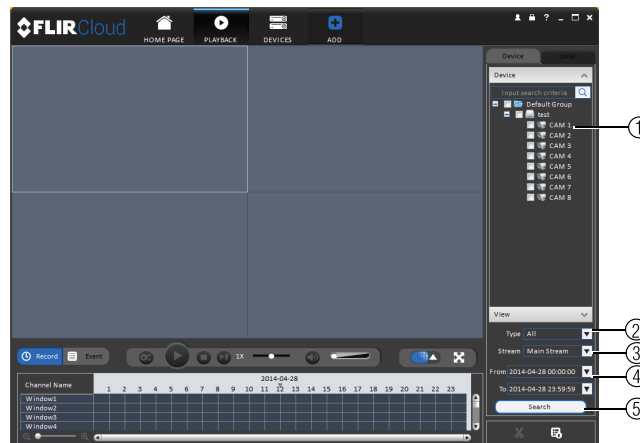 FLIRCloud
HOME PAGE PLAYBACK DEVICES ADD
Device Local
Device
Input search criteria
Default Group
test
CAM 1
CAM 2
CAM 3
CAM 4
CAM 5
CAM 6
CAM 7
CAM 8
1
View
Type All 2
Stream Main Stream 3
From 2014-04-28 00:00:00 4
To 2014-04-28 23:59:59
Search 5
Record Event 1X
2014-04-28
Channel Name 1 2 3 4 5 6 7 8 9 10 11 12 13 14 15 16 17 18 19 20 21 22 23
Window1
Window2
Window3
Window4